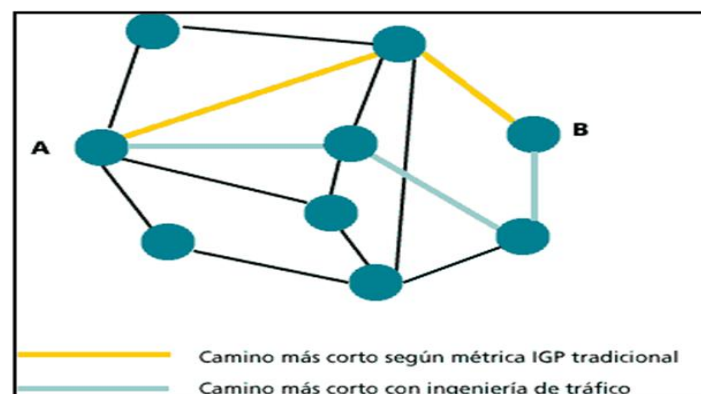 A
B
Camino más corto según métrica IGP tradicional
Camino más corto con ingeniería de tráfico